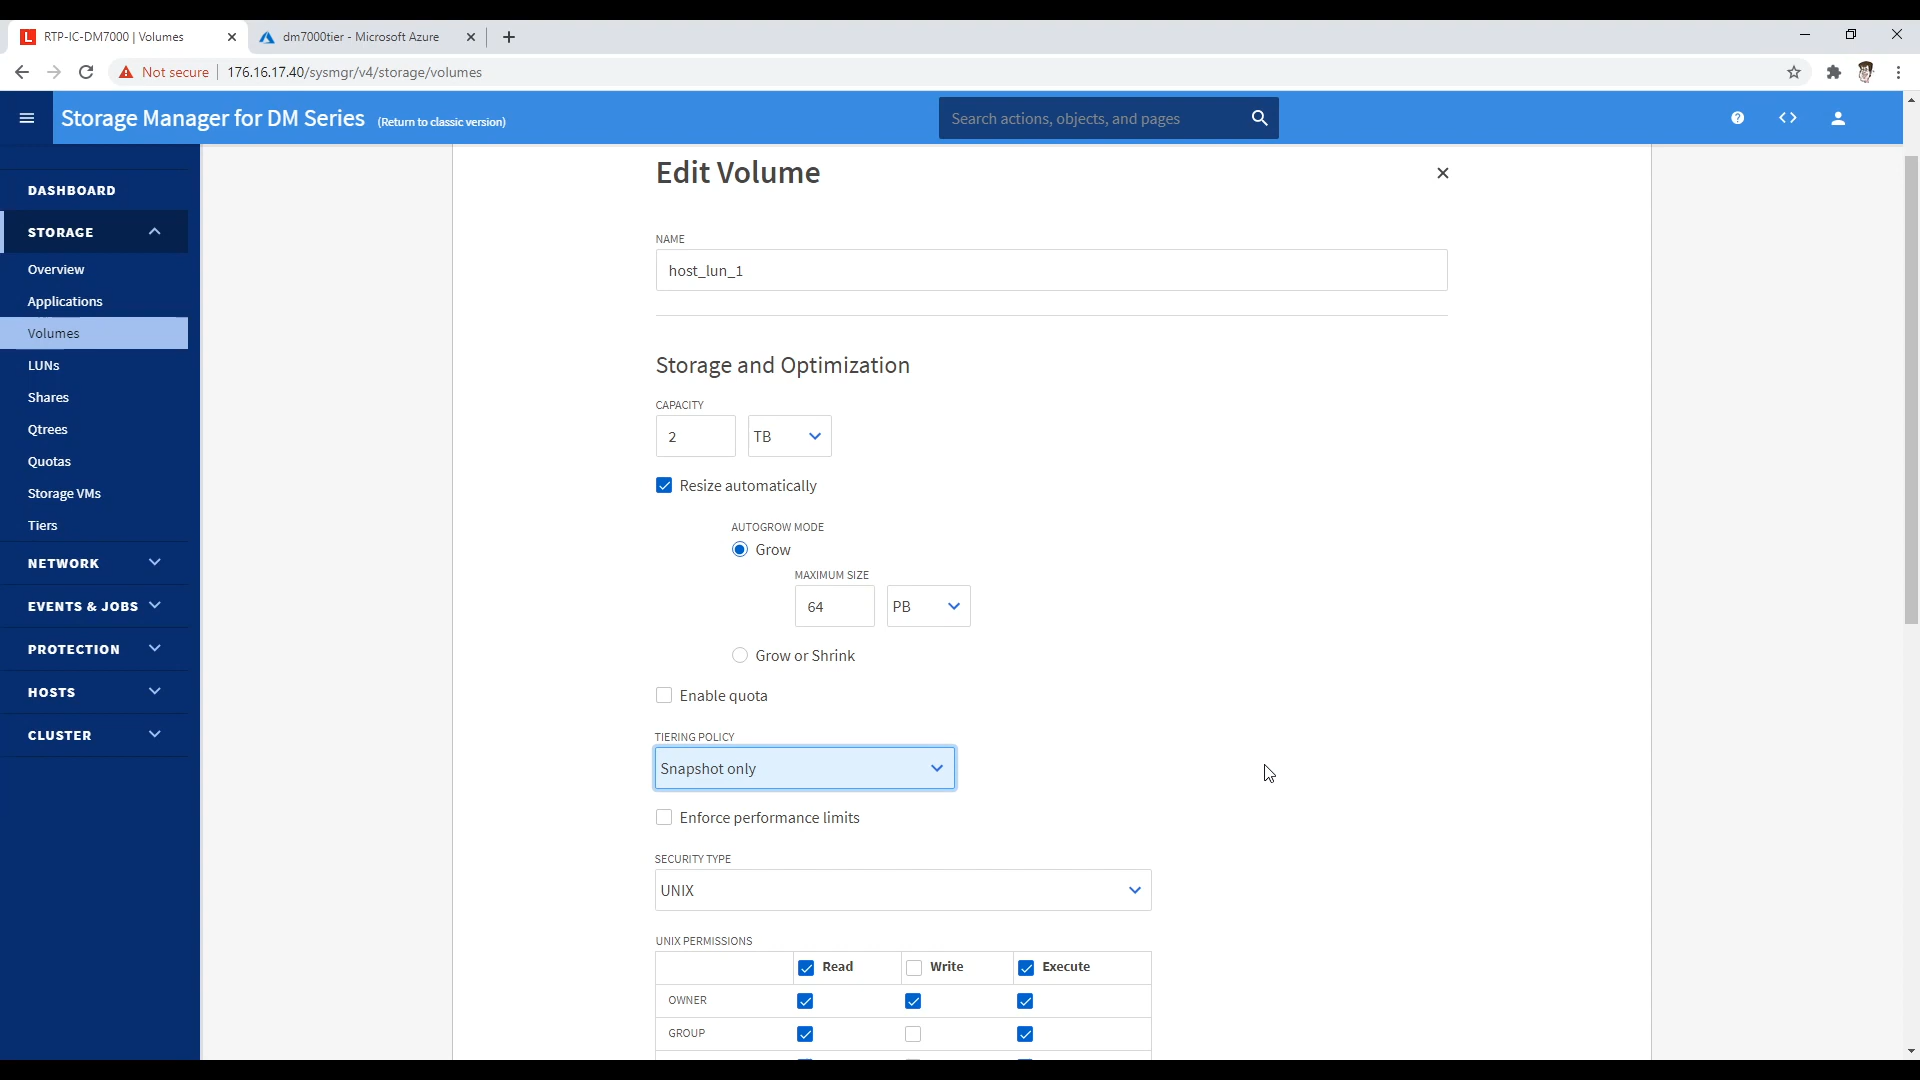 RTP-IC-DM7000 | Volumes
dm7000tier - Microsoft Azure
Not secure
176.16.17.40/sysmgr/v4/storage/volumes
Storage Manager for DM Series (Return to classic version)
Search actions, objects, and pages
DASHBOARD
STORAGE
Overview
Applications
Volumes
LUNs
Shares
Qtrees
Quotas
Storage VMs
Tiers
NETWORK
EVENTS & JOBS
PROTECTION
HOSTS
CLUSTER
Edit Volume
NAME
host_lun_1
Storage and Optimization
CAPACITY
2 TB
Resize automatically
AUTOGROW MODE
Grow
MAXIMUM SIZE
64 PB
Grow or Shrink
Enable quota
TIERING POLICY
Snapshot only
Enforce performance limits
SECURITY TYPE
UNIX
UNIX PERMISSIONS
Read Write Execute
OWNER
GROUP